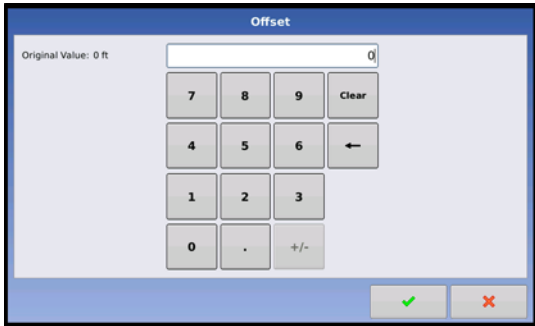 Offset
Original Value: 0 ft
0
7 8 9 Clear
4 5 6 ←
1 2 3
0 . +/-